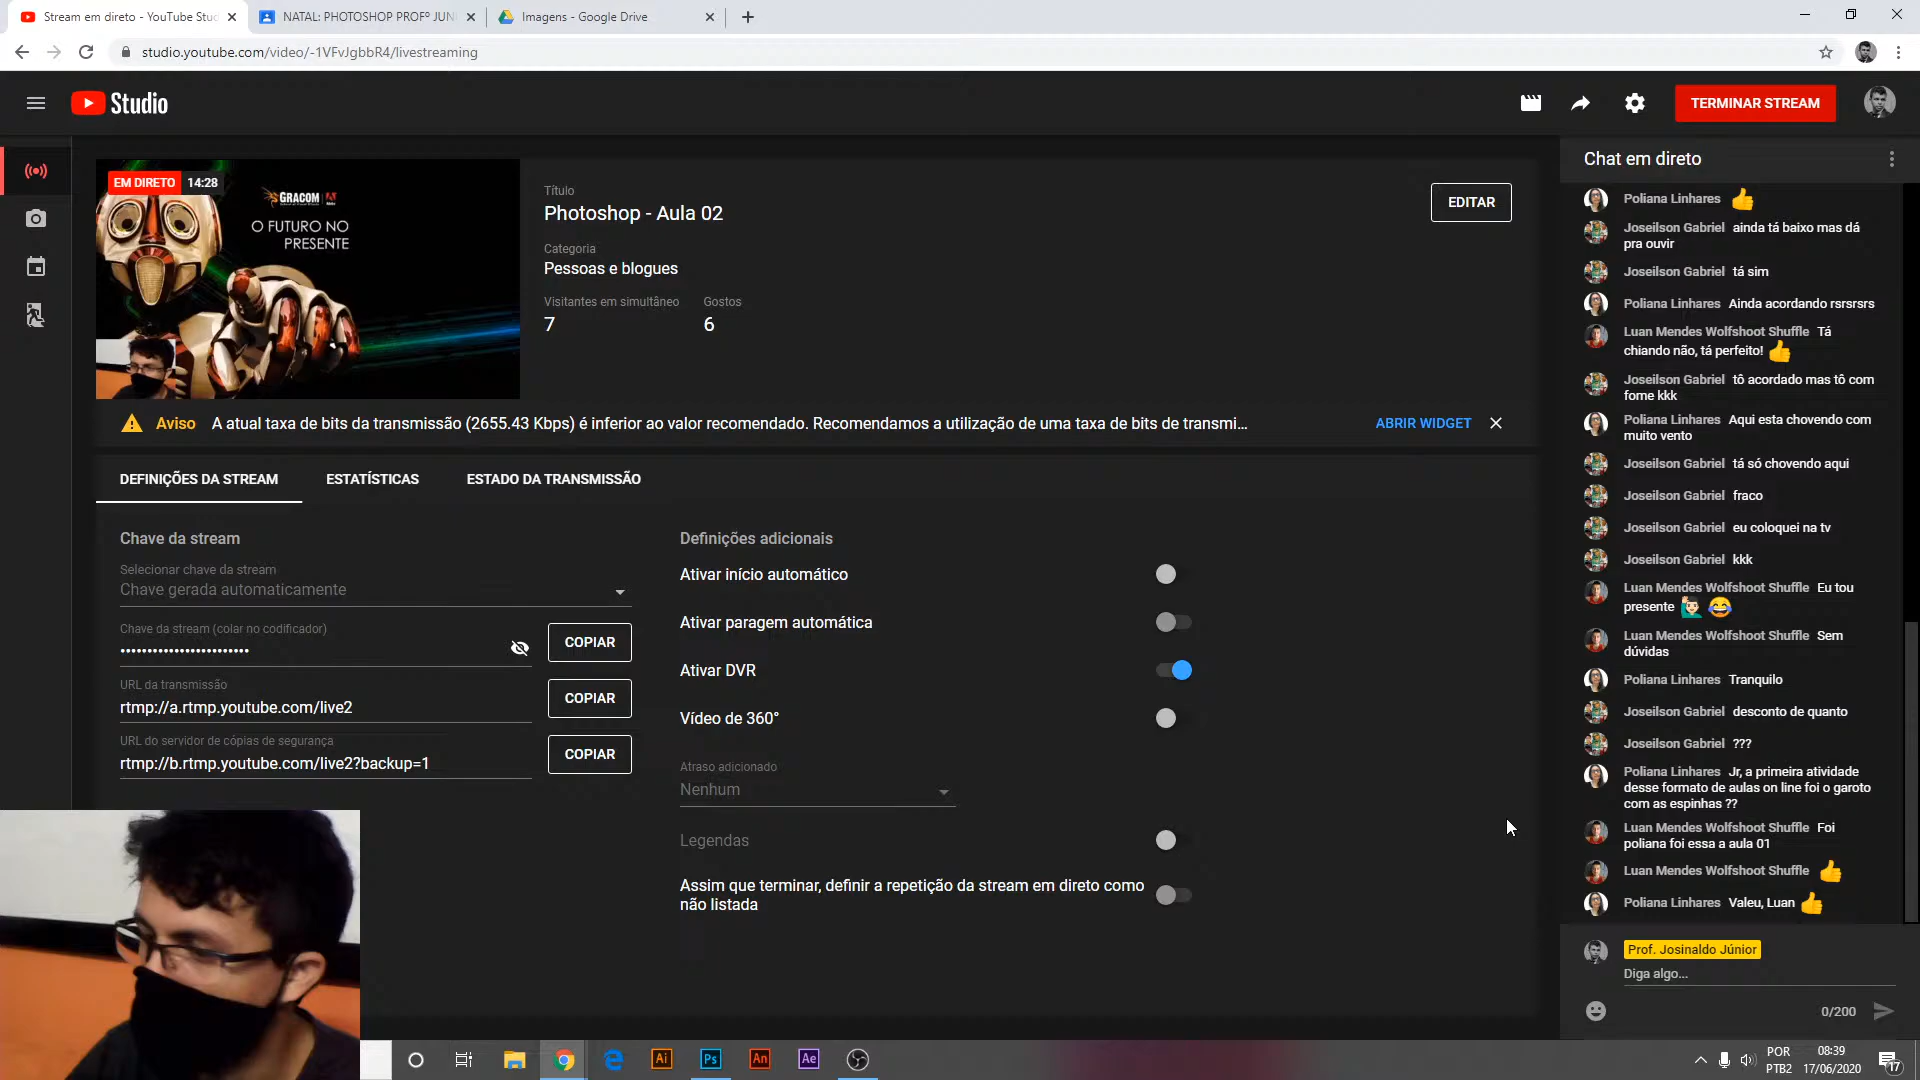 Stream em direto - YouTube Stu
NATAL: PHOTOSHOP PROFº JUN
Imagens - Google Drive
studio.youtube.com/video/-1VFvJgbbR4/livestreaming
Studio
TERMINAR STREAM
EM DIRETO 14:28
GRACOM
O FUTURO NO
PRESENTE
Título
Photoshop - Aula 02
EDITAR
Categoria
Pessoas e blogues
Visitantes em simultâneo Gostos
7 6
Aviso A atual taxa de bits da transmissão (2655.43 Kbps) é inferior ao valor recomendado. Recomendamos a utilização de uma taxa de bits de transmi...
ABRIR WIDGET
DEFINIÇÕES DA STREAM ESTATÍSTICAS ESTADO DA TRANSMISSÃO
Chave da stream
Selecionar chave da stream
Chave gerada automaticamente
Chave da stream (colar no codificador)
••••••••••••••••••••••••
COPIAR
URL da transmissão
rtmp://a.rtmp.youtube.com/live2
COPIAR
URL do servidor de cópias de segurança
rtmp://b.rtmp.youtube.com/live2?backup=1
COPIAR
Definições adicionais
Ativar início automático
Ativar paragem automática
Ativar DVR
Vídeo de 360°
Atraso adicionado
Nenhum
Legendas
Assim que terminar, definir a repetição da stream em direto como
não listada
Chat em direto
Poliana Linhares 👍
Joseilson Gabriel ainda tá baixo mas dá
pra ouvir
Joseilson Gabriel tá sim
Poliana Linhares Ainda acordando rsrsrsrs
Luan Mendes Wolfshoot Shuffle Tá
chiando não, tá perfeito! 👍
Joseilson Gabriel tô acordado mas tô com
fome kkk
Poliana Linhares Aqui esta chovendo com
muito vento
Joseilson Gabriel tá só chovendo aqui
Joseilson Gabriel fraco
Joseilson Gabriel eu coloquei na tv
Joseilson Gabriel kkk
Luan Mendes Wolfshoot Shuffle Eu tou
presente 🙋🏻‍♂️ 😂
Luan Mendes Wolfshoot Shuffle Sem
dúvidas
Poliana Linhares Tranquilo
Joseilson Gabriel desconto de quanto
Joseilson Gabriel ???
Poliana Linhares Jr, a primeira atividade
desse formato de aulas on line foi o garoto
com as espinhas ??
Luan Mendes Wolfshoot Shuffle Foi
poliana foi essa a aula 01
Luan Mendes Wolfshoot Shuffle 👍
Poliana Linhares Valeu, Luan 👍
Prof. Josinaldo Júnior
Diga algo...
0/200
Ai Ps An Ae
POR
PTB2
08:39
17/06/2020
17